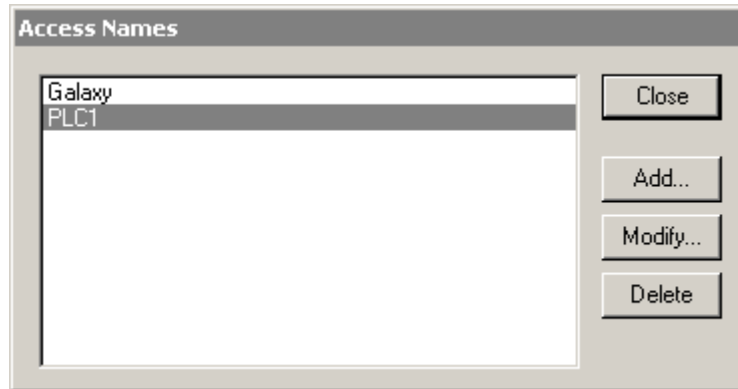 Access Names
Galaxy
PLC1
Close
Add...
Modify...
Delete